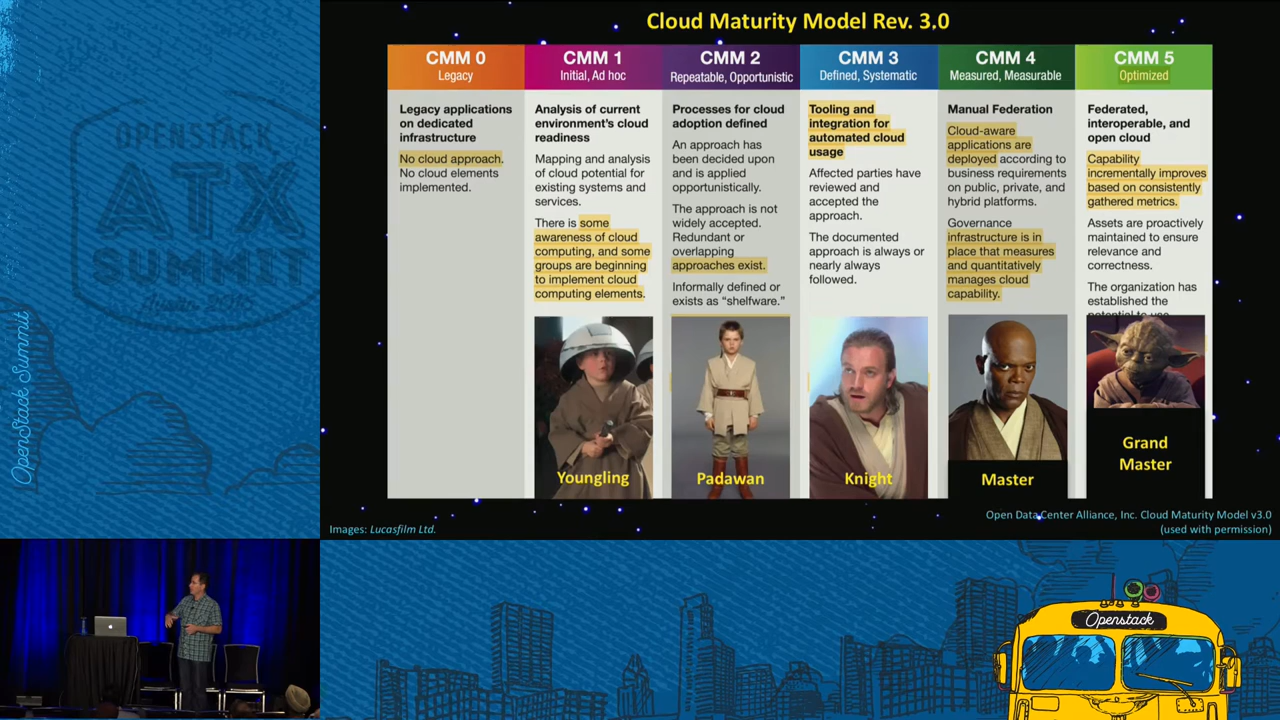 Cloud Maturity Model Rev. 3.0
CMM 0
Legacy
Legacy applications
on dedicated
infrastructure
No cloud approach.
No cloud elements
implemented.
CMM 1
Initial, Ad hoc
Analysis of current
environment's cloud
readiness
Mapping and analysis
of cloud potential for
existing systems and
services.
There is some
awareness of cloud
computing, and some
groups are beginning
to implement cloud
computing elements.
Youngling
CMM 2
Repeatable, Opportunistic
Processes for cloud
adoption defined
An approach has
been decided upon
and is applied
opportunistically.
The approach is not
widely accepted.
Redundant or
overlapping
approaches exist.
Informally defined or
exists as “shelfware.”
Padawan
CMM 3
Defined, Systematic
Tooling and
integration for
automated cloud
usage
Affected parties have
reviewed and
accepted the
approach.
The documented
approach is always or
nearly always
followed.
Knight
CMM 4
Measured, Measurable
Manual Federation
Cloud-aware
applications are
deployed according to
business requirements
on public, private, and
hybrid platforms.
Governance
infrastructure is in
place that measures
and quantitatively
manages cloud
capability.
Master
CMM 5
Optimized
Federated,
interoperable, and
open cloud
Capability
incrementally improves
based on consistently
gathered metrics.
Assets are proactively
maintained to ensure
relevance and
correctness.
The organization has
established the
potential to use
Grand
Master
Images: Lucasfilm Ltd.
Open Data Center Alliance, Inc. Cloud Maturity Model v3.0
(used with permission)
OPENSTACK
ATX
SUMMIT
OpenStack Summit
Openstack